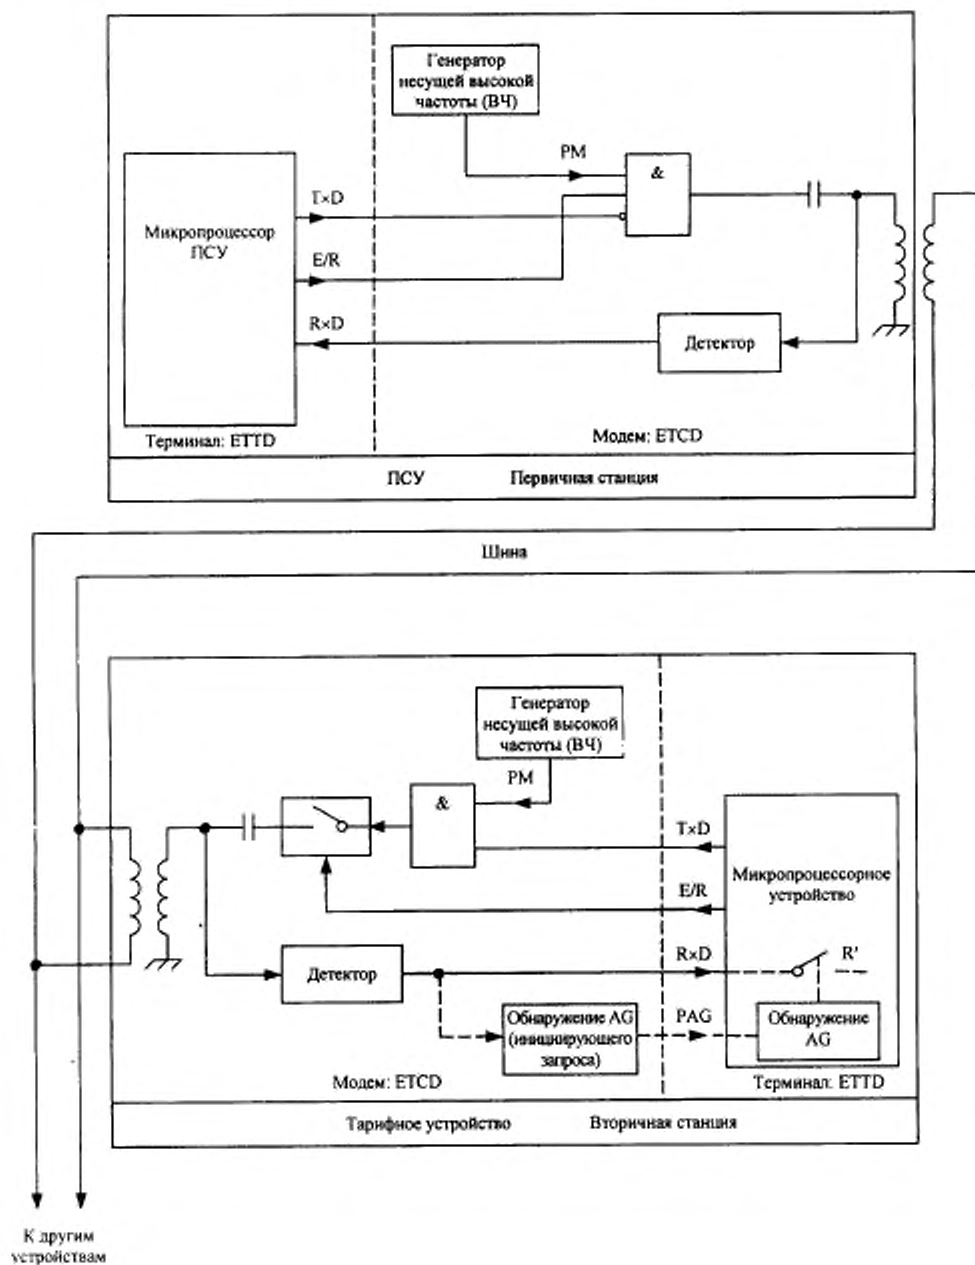 Генератор
несущей высокой
частоты (ВЧ)
РМ
&
T×D
Микропроцессор
ПСУ
E/R
R×D
Детектор
Терминал: ETTD
Модем: ETCD
ПСУ
Первичная станция
Шина
Генератор
несущей высокой
частоты (ВЧ)
РМ
&
T×D
Микропроцессорное
устройство
E/R
R×D
R'
Детектор
Обнаружение AG
(инициирующего
запроса)
PAG
Обнаружение
AG
Модем: ETCD
Терминал: ETTD
Тарифное устройство
Вторичная станция
К другим
устройствам